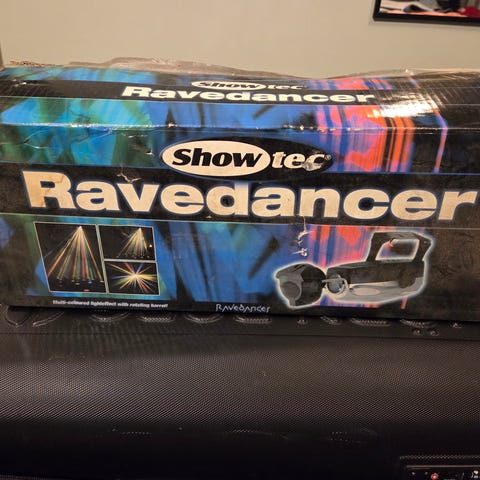 Showtec
Ravedancer
Showtec®
Ravedancer
Multi-coloured lighteffect with rotating barrel!
RAVEDANCER